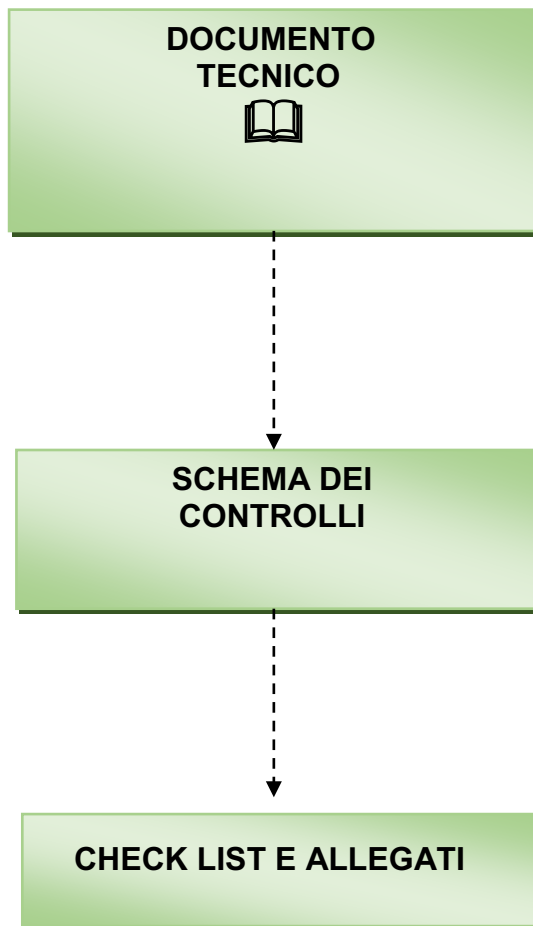 DOCUMENTO
TECNICO
SCHEMA DEI
CONTROLLI
CHECK LIST E ALLEGATI